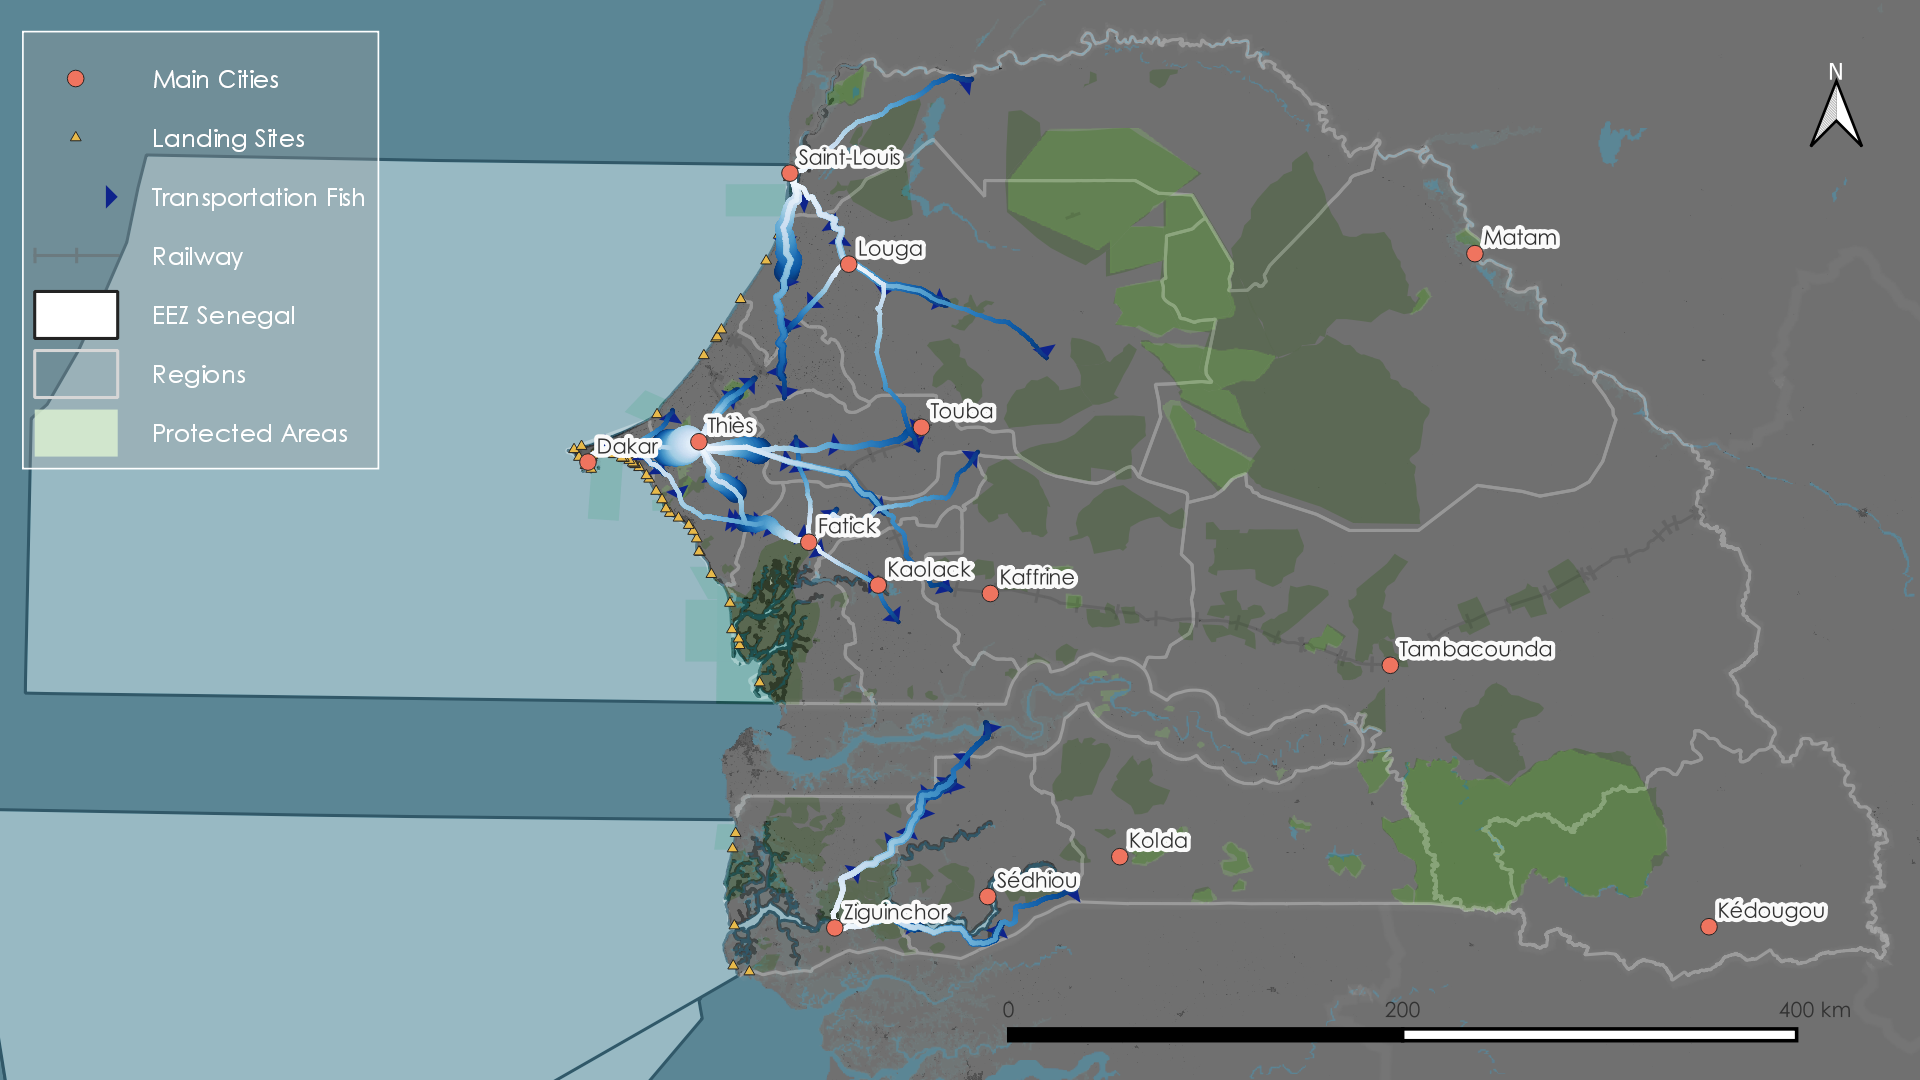 Main Cities
Landing Sites
Transportation Fish
Railway
EEZ Senegal
Regions
Protected Areas
N
Saint-Louis
Louga
Matam
Touba
Thiès
Dakar
Fatick
Kaolack
Kaffrine
Tambacounda
Kolda
Sédhiou
Ziguinchor
Kédougou
0 200 400 km